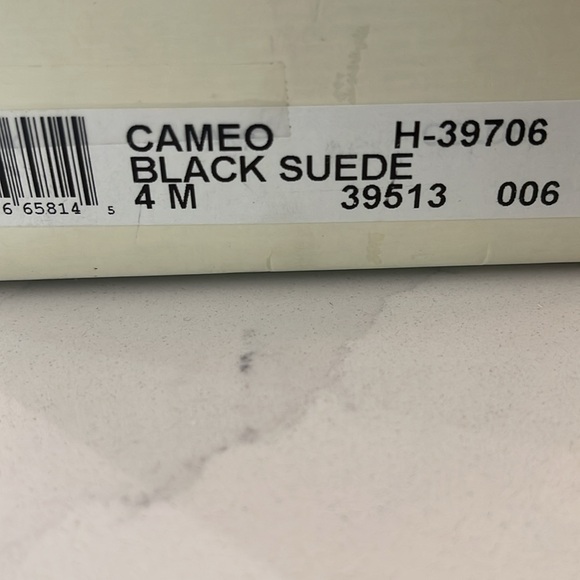 CAMEO H-39706
BLACK SUEDE
4 M 39513 006
6 65814 5